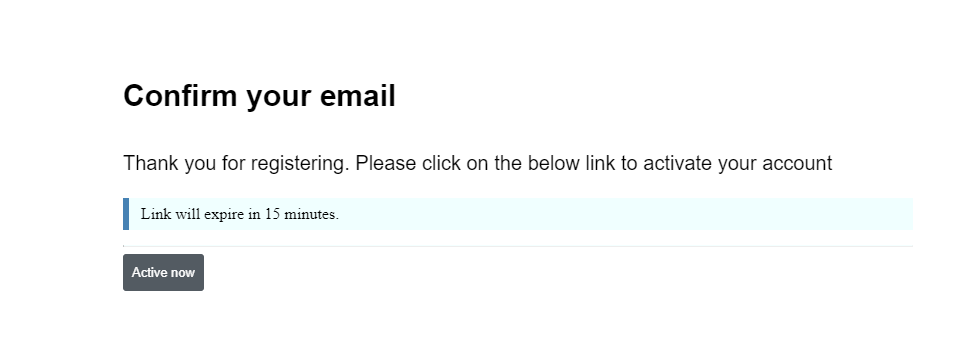 Confirm your email
Thank you for registering. Please click on the below link to activate your account
Link will expire in 15 minutes.
Active now